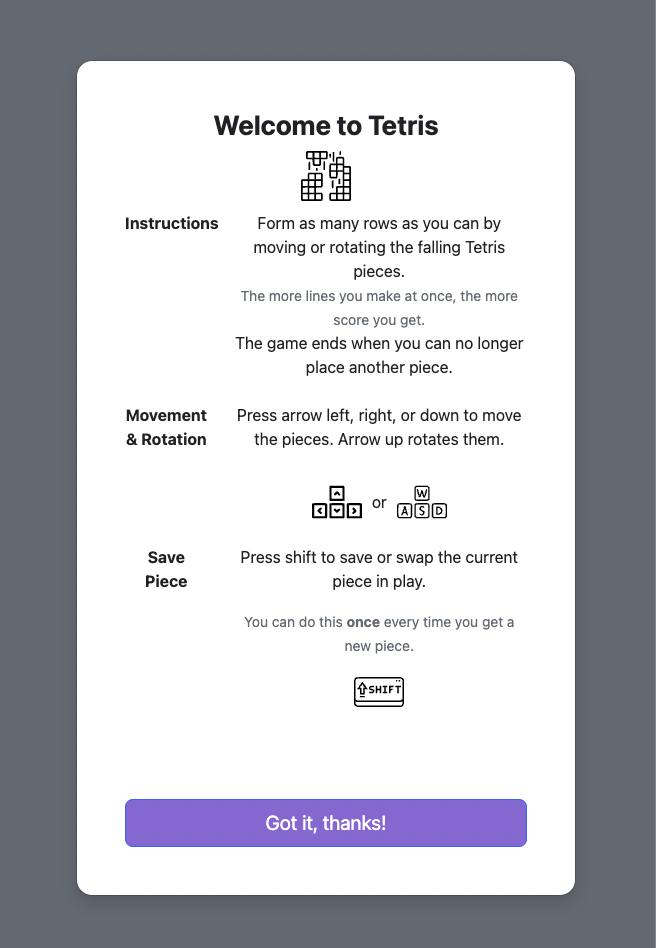 Welcome to Tetris
Instructions
Form as many rows as you can by
moving or rotating the falling Tetris
pieces.
The more lines you make at once, the more
score you get.
The game ends when you can no longer
place another piece.
Movement
& Rotation
Press arrow left, right, or down to move
the pieces. Arrow up rotates them.
or
W
A S D
Save
Piece
Press shift to save or swap the current
piece in play.
You can do this once every time you get a
new piece.
SHIFT
Got it, thanks!